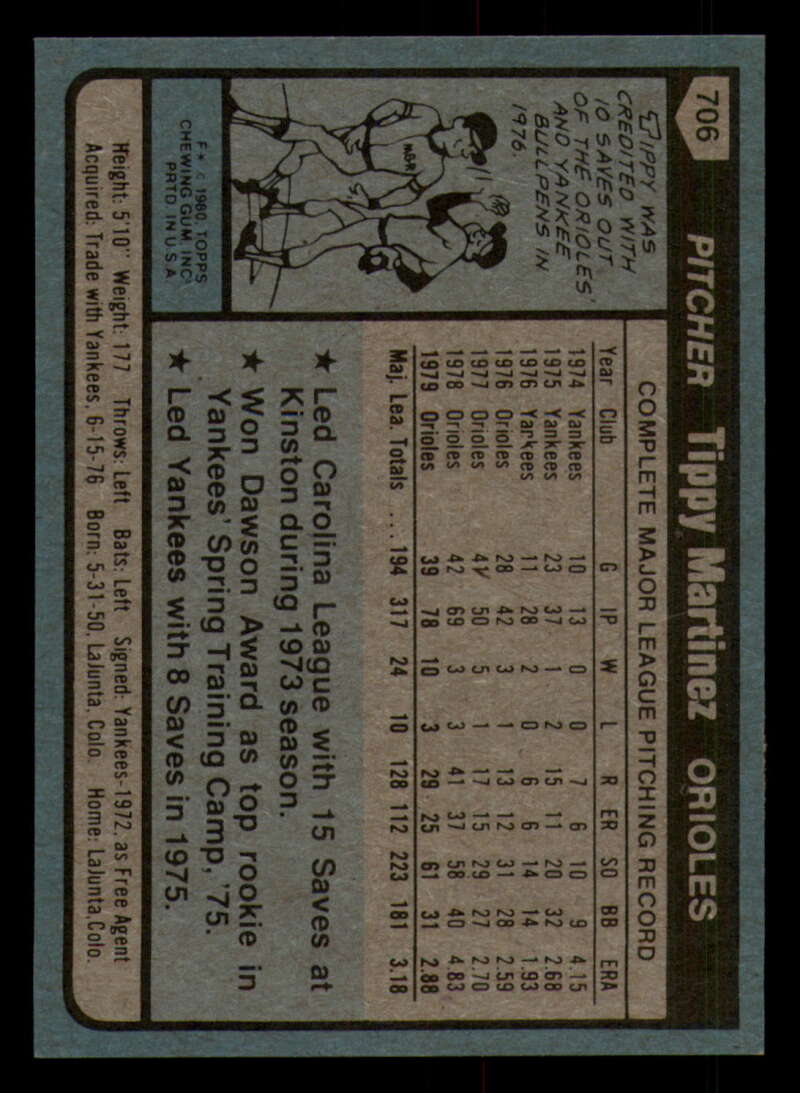 706 PITCHER Tippy Martinez ORIOLES
TIPPY WAS
CREDITED WITH
10 SAVES OUT
OF THE ORIOLES'
AND YANKEE
BULLPENS IN
1976.
F* © 1980 TOPPS
CHEWING GUM INC.
PRTD. IN U.S.A.
COMPLETE MAJOR LEAGUE PITCHING RECORD
Year Club G IP W L R ER SO BB ERA
1974 Yankees 10 13 0 0 7 6 10 9 4.15
1975 Yankees 23 37 1 2 15 11 20 32 2.68
1976 Yankees 11 28 2 0 6 6 14 14 1.93
1976 Orioles 28 42 3 1 13 12 31 28 2.59
1977 Orioles 41 50 5 1 17 15 29 27 2.70
1978 Orioles 42 69 3 3 41 37 58 40 4.83
1979 Orioles 39 78 10 3 29 25 61 31 2.88
Maj. Lea. Totals ... 194 317 24 10 128 112 223 181 3.18
★ Led Carolina League with 15 Saves at
Kinston during 1973 season.
★ Won Dawson Award as top rookie in
Yankees' Spring Training Camp, '75.
★ Led Yankees with 8 Saves in 1975.
Height: 5'10" Weight: 177 Throws: Left Bats: Left Signed: Yankees-1972, as Free Agent
Acquired: Trade with Yankees, 6-15-76 Born: 5-31-50, LaJunta, Colo. Home: LaJunta, Colo.